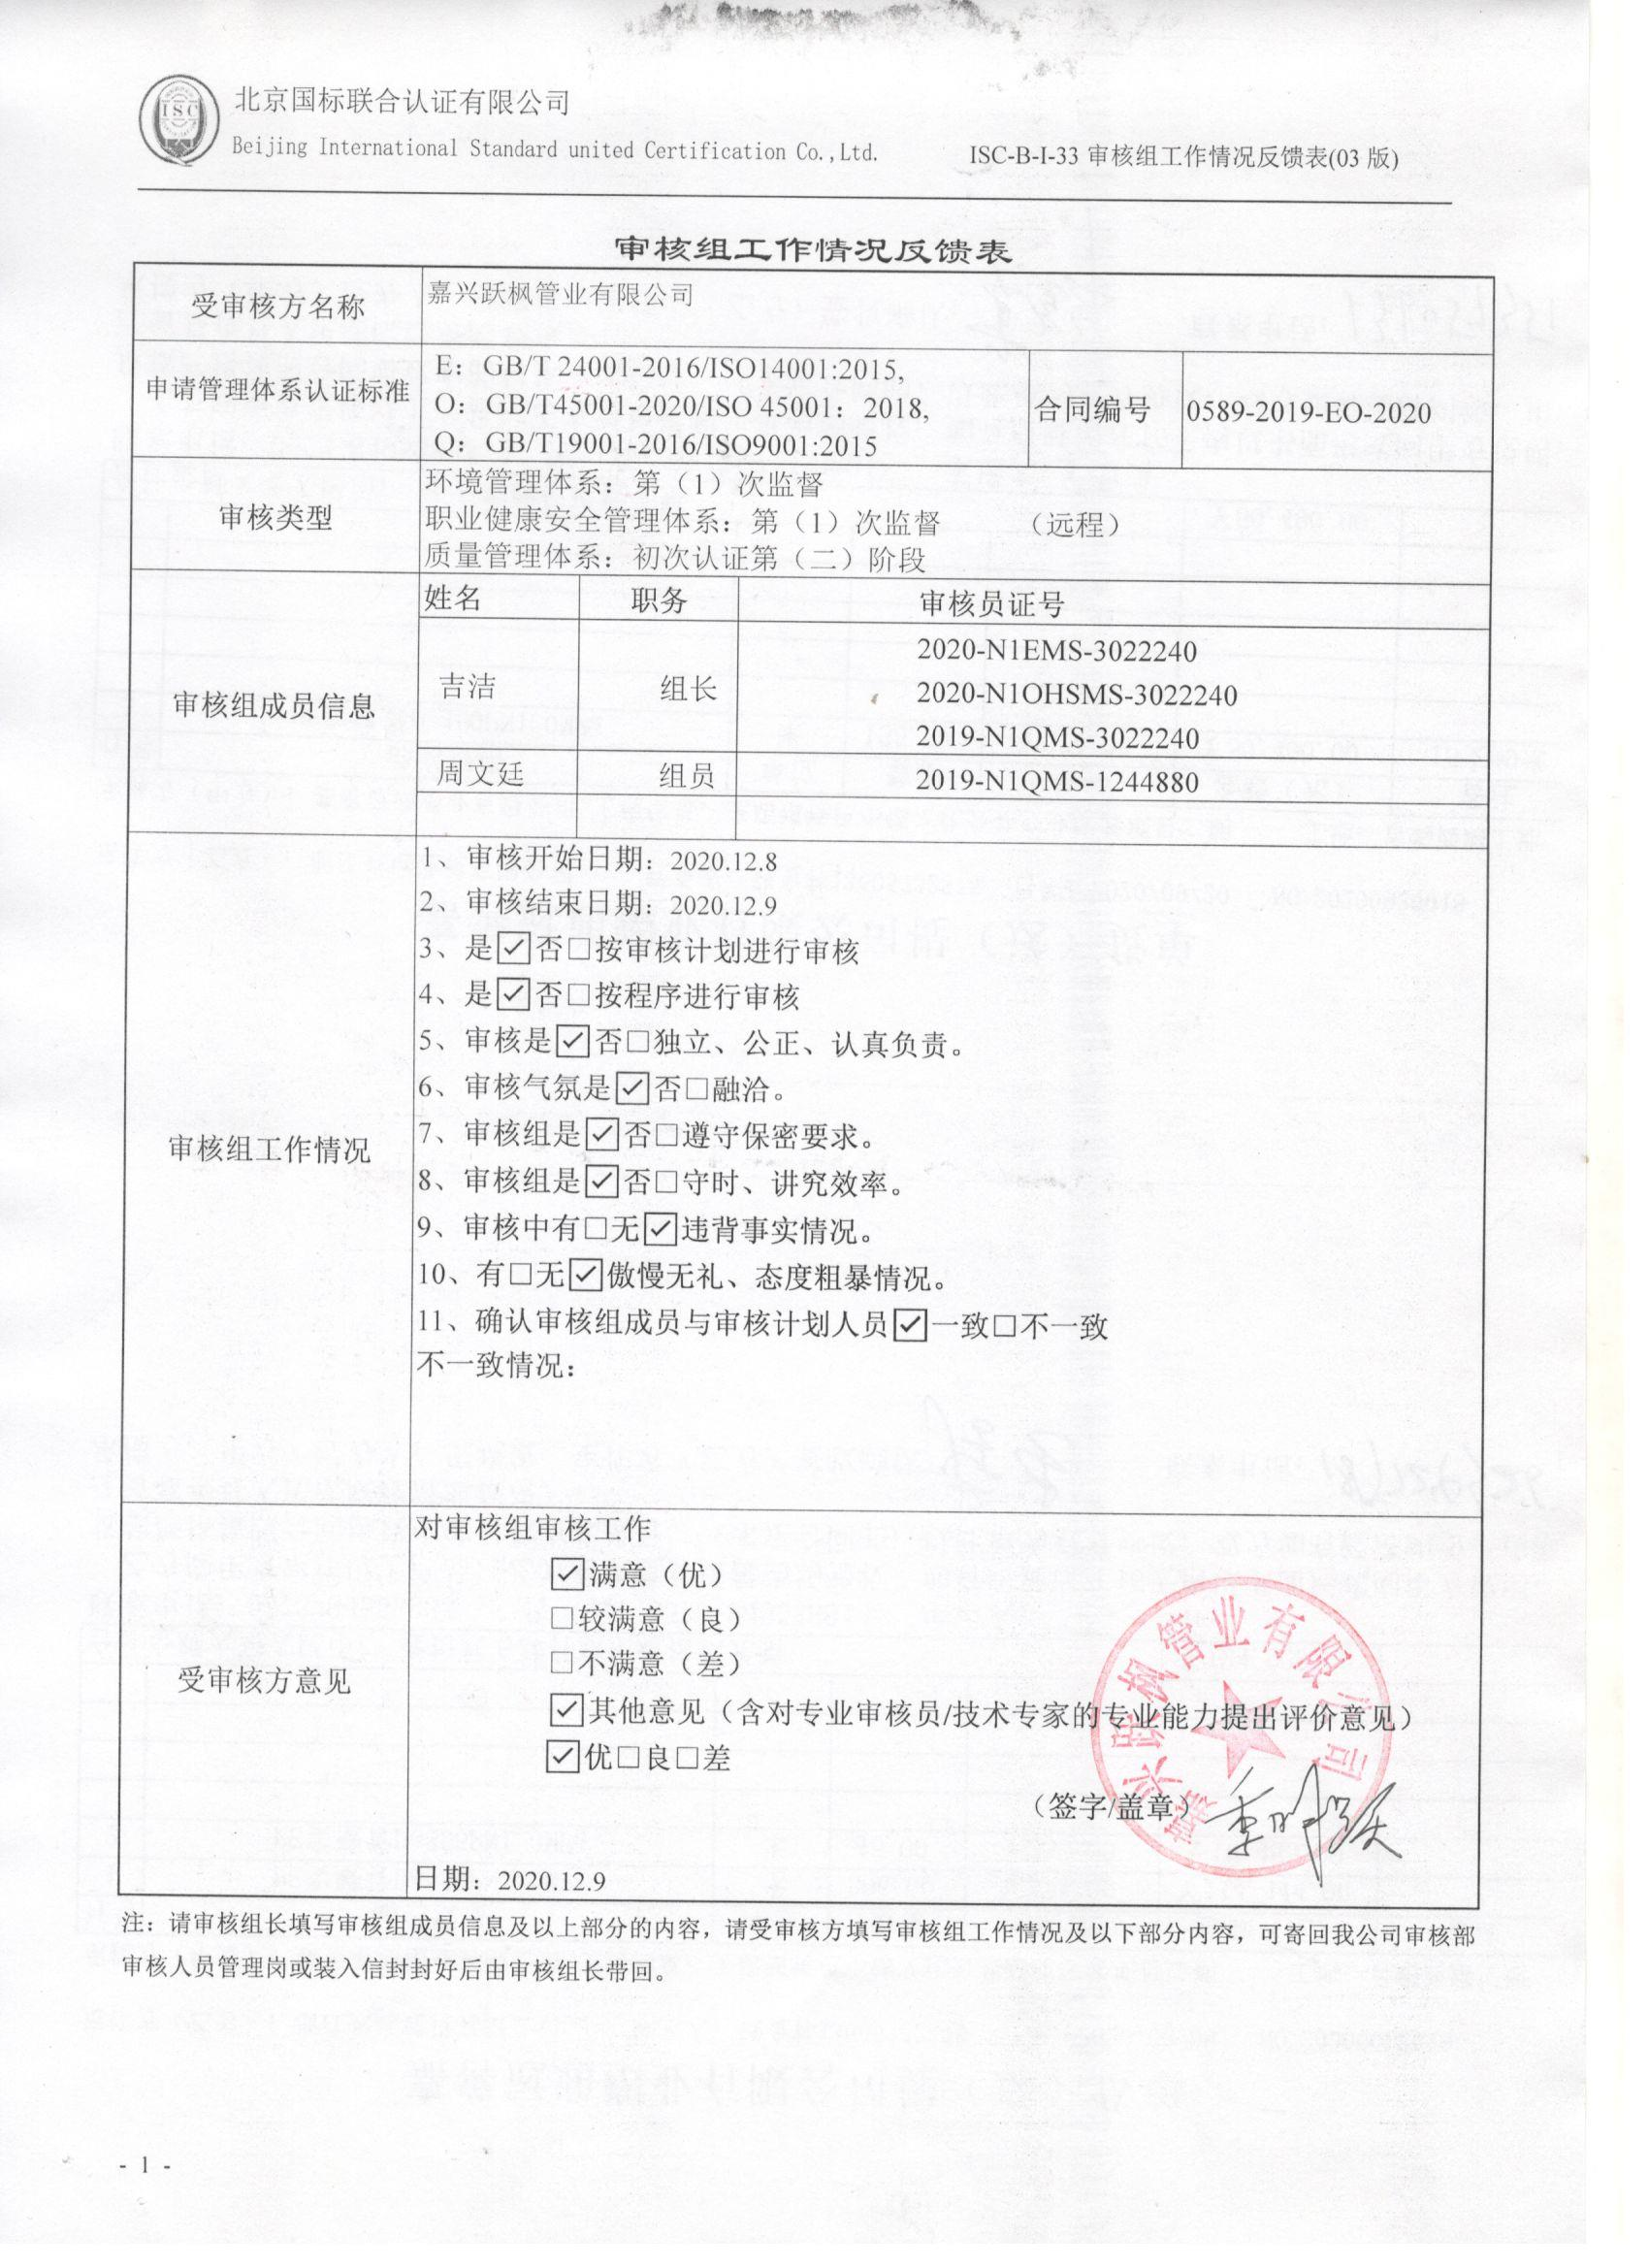 ISC
北京国标联合认证有限公司
Beijing International Standard united Certification Co.,Ltd.
ISC-B-I-33 审核组工作情况反馈表(03 版)
审核组工作情况反馈表
受审核方名称
嘉兴跃枫管业有限公司
申请管理体系认证标准
E：GB/T 24001-2016/ISO14001:2015,
O：GB/T45001-2020/ISO 45001：2018,
Q：GB/T19001-2016/ISO9001:2015
合同编号
0589-2019-EO-2020
审核类型
环境管理体系：第（1）次监督
职业健康安全管理体系：第（1）次监督 （远程）
质量管理体系：初次认证第（二）阶段
审核组成员信息
姓名 职务 审核员证号
吉洁 组长
2020-N1EMS-3022240
2020-N1OHSMS-3022240
2019-N1QMS-3022240
周文廷 组员 2019-N1QMS-1244880
审核组工作情况
1、审核开始日期：2020.12.8
2、审核结束日期：2020.12.9
3、是☑否□按审核计划进行审核
4、是☑否□按程序进行审核
5、审核是☑否□独立、公正、认真负责。
6、审核气氛是☑否□融洽。
7、审核组是☑否□遵守保密要求。
8、审核组是☑否□守时、讲究效率。
9、审核中有□无☑违背事实情况。
10、有□无☑傲慢无礼、态度粗暴情况。
11、确认审核组成员与审核计划人员☑一致□不一致
不一致情况：
受审核方意见
对审核组审核工作
☑满意（优）
□较满意（良）
□不满意（差）
☑其他意见（含对专业审核员/技术专家的专业能力提出评价意见）
☑优□良□差
（签字/盖章）
嘉兴跃枫管业有限公司
日期：2020.12.9
注：请审核组长填写审核组成员信息及以上部分的内容，请受审核方填写审核组工作情况及以下部分内容，可寄回我公司审核部
审核人员管理岗或装入信封封好后由审核组长带回。
- 1 -